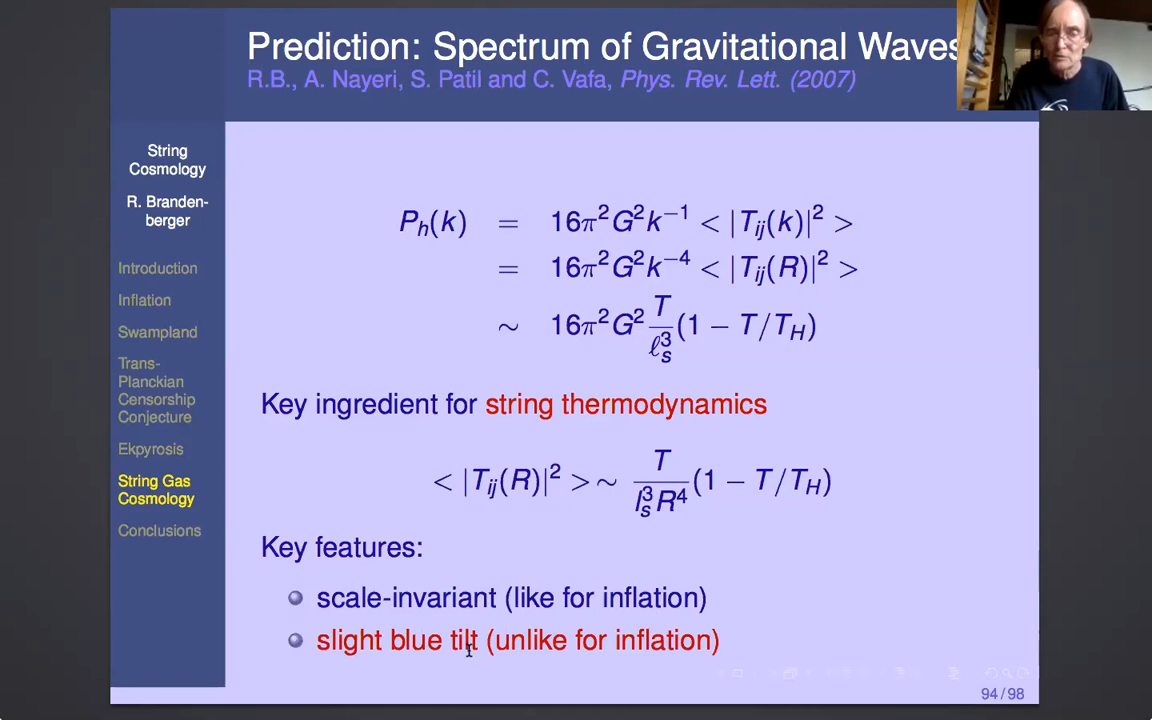 Prediction: Spectrum of Gravitational Waves
R.B., A. Nayeri, S. Patil and C. Vafa, Phys. Rev. Lett. (2007)
String
Cosmology
R. Branden-
berger
Introduction
Inflation
Swampland
Trans-
Planckian
Censorship
Conjecture
Ekpyrosis
String Gas
Cosmology
Conclusions
P_h(k) = 16π²G²k⁻¹ < |T_ij(k)|² >
= 16π²G²k⁻⁴ < |T_ij(R)|² >
∼ 16π²G² T/ℓ_s³ (1 − T/T_H)
Key ingredient for string thermodynamics
< |T_ij(R)|² > ∼ T/(l_s³R⁴) (1 − T/T_H)
Key features:
scale-invariant (like for inflation)
slight blue tilt (unlike for inflation)
94 / 98